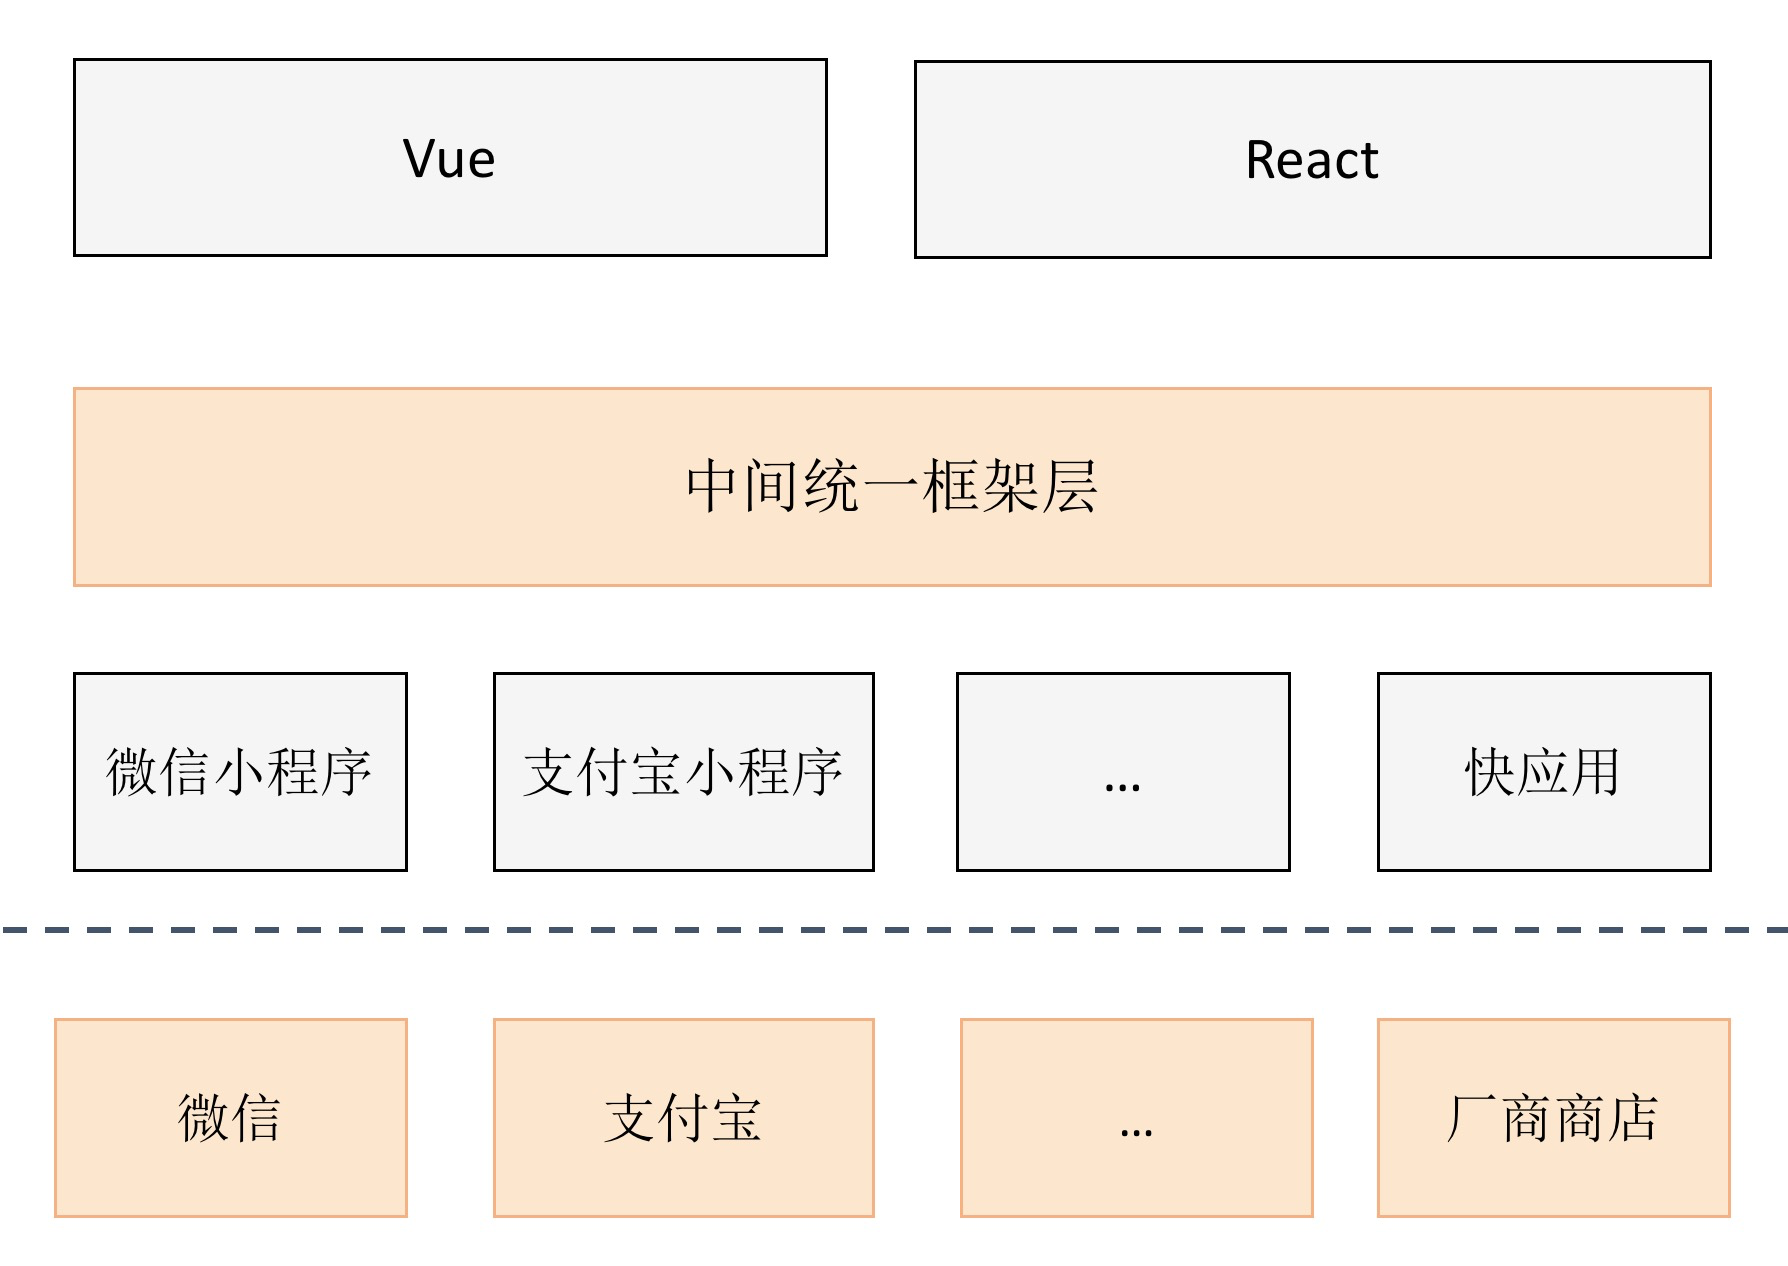 Vue
React
中间统一框架层
微信小程序
支付宝小程序
...
快应用
微信
支付宝
...
厂商商店